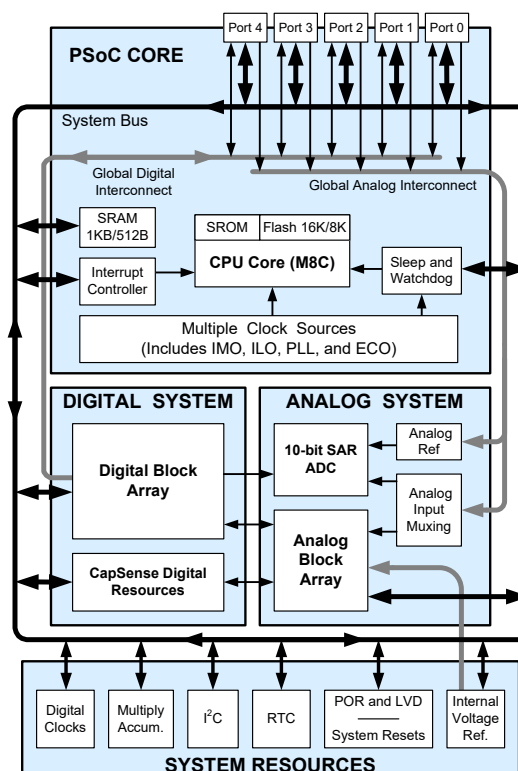 Port 4 Port 3 Port 2 Port 1 Port 0
PSoC CORE
System Bus
Global Digital
Interconnect
Global Analog Interconnect
SRAM
1KB/512B
SROM Flash 16K/8K
CPU Core (M8C)
Interrupt
Controller
Sleep and
Watchdog
Multiple Clock Sources
(Includes IMO, ILO, PLL, and ECO)
DIGITAL SYSTEM
ANALOG SYSTEM
Digital Block
Array
10-bit SAR
ADC
Analog
Ref
Analog
Input
Muxing
Analog
Block
Array
CapSense Digital
Resources
Digital
Clocks
Multiply
Accum.
I²C
RTC
POR and LVD
System Resets
Internal
Voltage
Ref.
SYSTEM RESOURCES